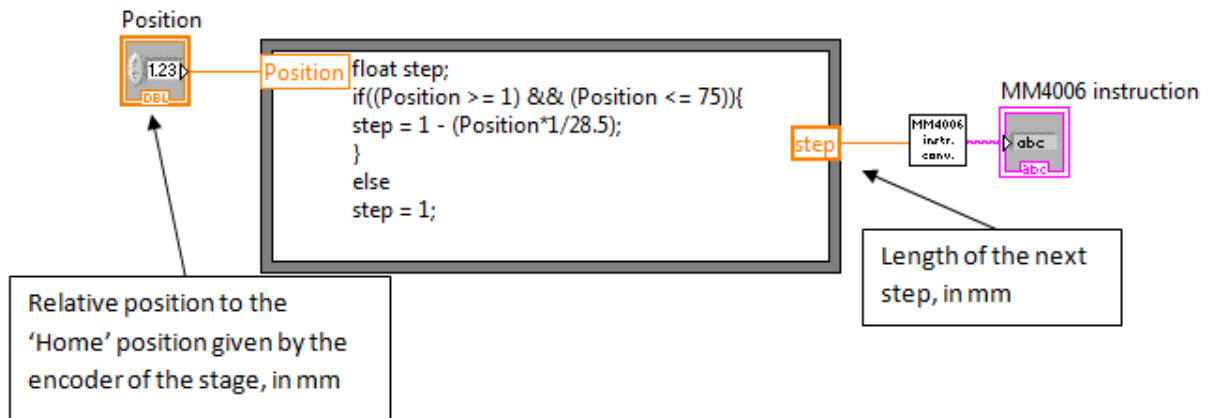 Position
1.23
DBL
Position
float step;
if((Position >= 1) && (Position <= 75)){
step = 1 - (Position*1/28.5);
}
else
step = 1;
step
MM4006
instr.
conv.
MM4006 instruction
abc
abc
Relative position to the
‘Home’ position given by the
encoder of the stage, in mm
Length of the next
step, in mm